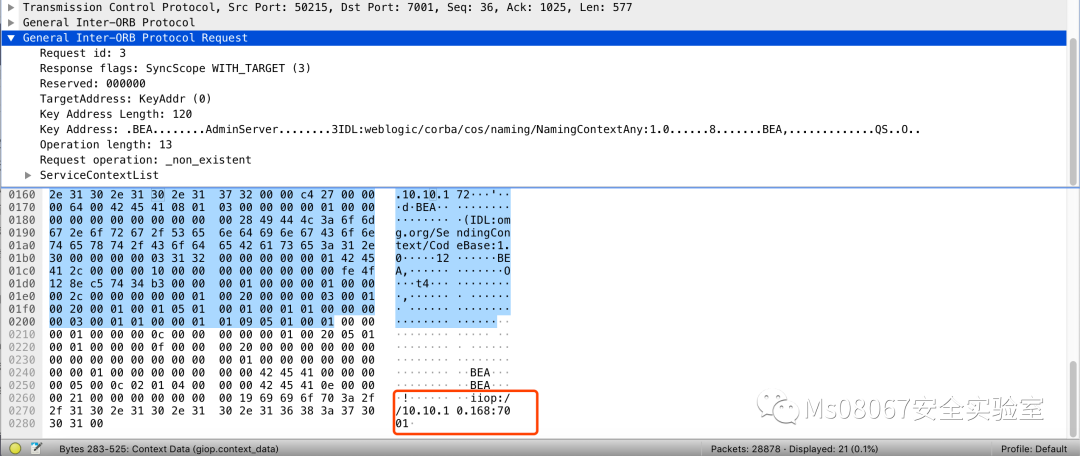 Transmission Control Protocol, Src Port: 50215, Dst Port: 7001, Seq: 36, Ack: 1025, Len: 577
General Inter-ORB Protocol
General Inter-ORB Protocol Request
Request id: 3
Response flags: SyncScope WITH_TARGET (3)
Reserved: 000000
TargetAddress: KeyAddr (0)
Key Address Length: 120
Key Address: .BEA........AdminServer........3IDL:weblogic/corba/cos/naming/NamingContextAny:1.0......8.......BEA,.............QS..O..
Operation length: 13
Request operation: _non_existent
ServiceContextList
0160 2e 31 30 2e 31 30 2e 31 37 32 00 00 c4 27 00 00 .10.10.1 72···'··
0170 00 64 00 42 45 41 08 01 03 00 00 00 00 01 00 00 ·d·BEA·· ········
0180 00 00 00 00 00 00 00 28 49 44 4c 3a 6f 6d ········ ·(IDL:om
0190 67 2e 6f 72 67 2f 53 65 6e 64 69 6e 67 43 6f 6e g.org/Se ndingCon
01a0 74 65 78 74 2f 43 6f 64 65 42 61 73 65 3a 31 2e text/Cod eBase:1.
01b0 30 00 00 00 00 03 31 32 00 00 00 00 00 01 42 45 0·····12 ······BE
01c0 41 2c 00 00 00 10 00 00 00 00 00 00 00 00 fe 4f A,······ ·······O
01d0 12 8e c5 74 34 b3 00 00 00 01 00 00 00 01 00 00 ···t4··· ········
01e0 00 2c 00 00 00 00 00 01 00 20 00 00 00 03 00 01 ·,······ · ······
01f0 00 20 00 01 00 01 05 01 00 01 00 01 01 00 00 00 · ······ ········
0200 00 03 00 01 01 00 00 01 01 09 05 01 00 01 00 00 ········ ········
0210 00 01 00 00 00 0c 00 00 00 00 00 01 00 20 05 01 ········ ····· ··
0220 00 01 00 00 00 0f 00 00 00 20 00 00 00 00 00 00 ········ · ······
0230 00 00 00 00 00 00 00 00 01 00 00 00 00 00 00 ········ ········
0240 00 00 01 00 00 00 00 00 00 00 42 45 41 00 00 00 ········ ··BEA···
0250 00 05 00 0c 02 01 04 00 00 00 42 45 41 0e 00 00 ········ ··BEA···
0260 00 21 00 00 00 00 00 00 00 19 69 69 6f 70 3a 2f ·!······ ··iiop:/
0270 2f 31 30 2e 31 30 2e 31 30 2e 31 36 38 3a 37 30 /10.10.1 0.168:70
0280 30 31 00 01·
Ms08067安全实验室
Bytes 283-525: Context Data (giop.context_data) Packets: 28878 · Displayed: 21 (0.1%) Profile: Default